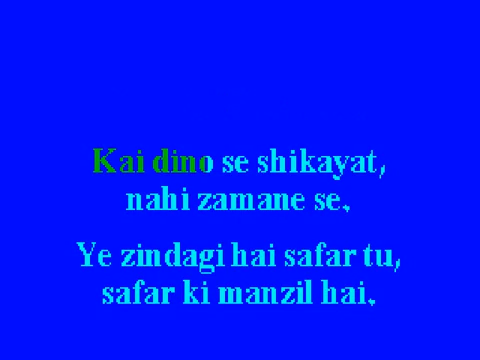 Kai dino se shikayat,
nahi zamane se.
Ye zindagi hai safar tu,
safar ki manzil hai.